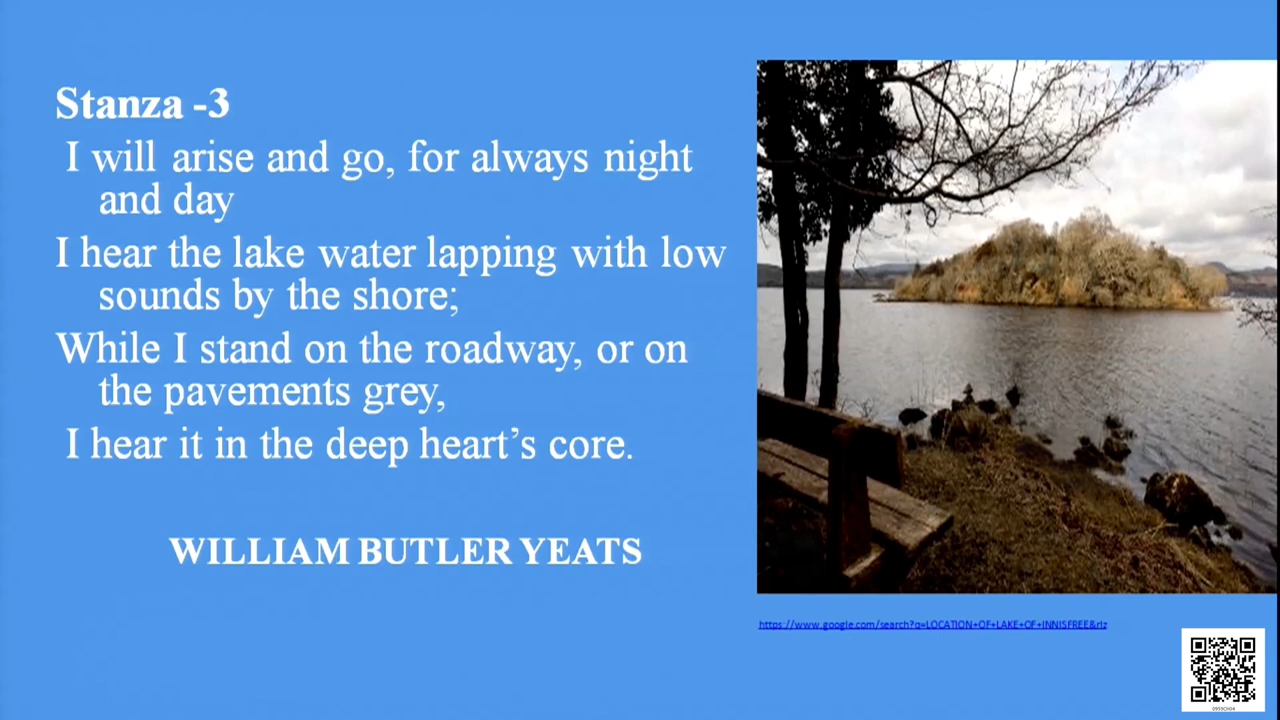 Stanza -3
I will arise and go, for always night
and day
I hear the lake water lapping with low
sounds by the shore;
While I stand on the roadway, or on
the pavements grey,
I hear it in the deep heart’s core.
WILLIAM BUTLER YEATS
https://www.google.com/search?q=LOCATION+OF+LAKE+OF+INNISFREE&rlz
0959CH04